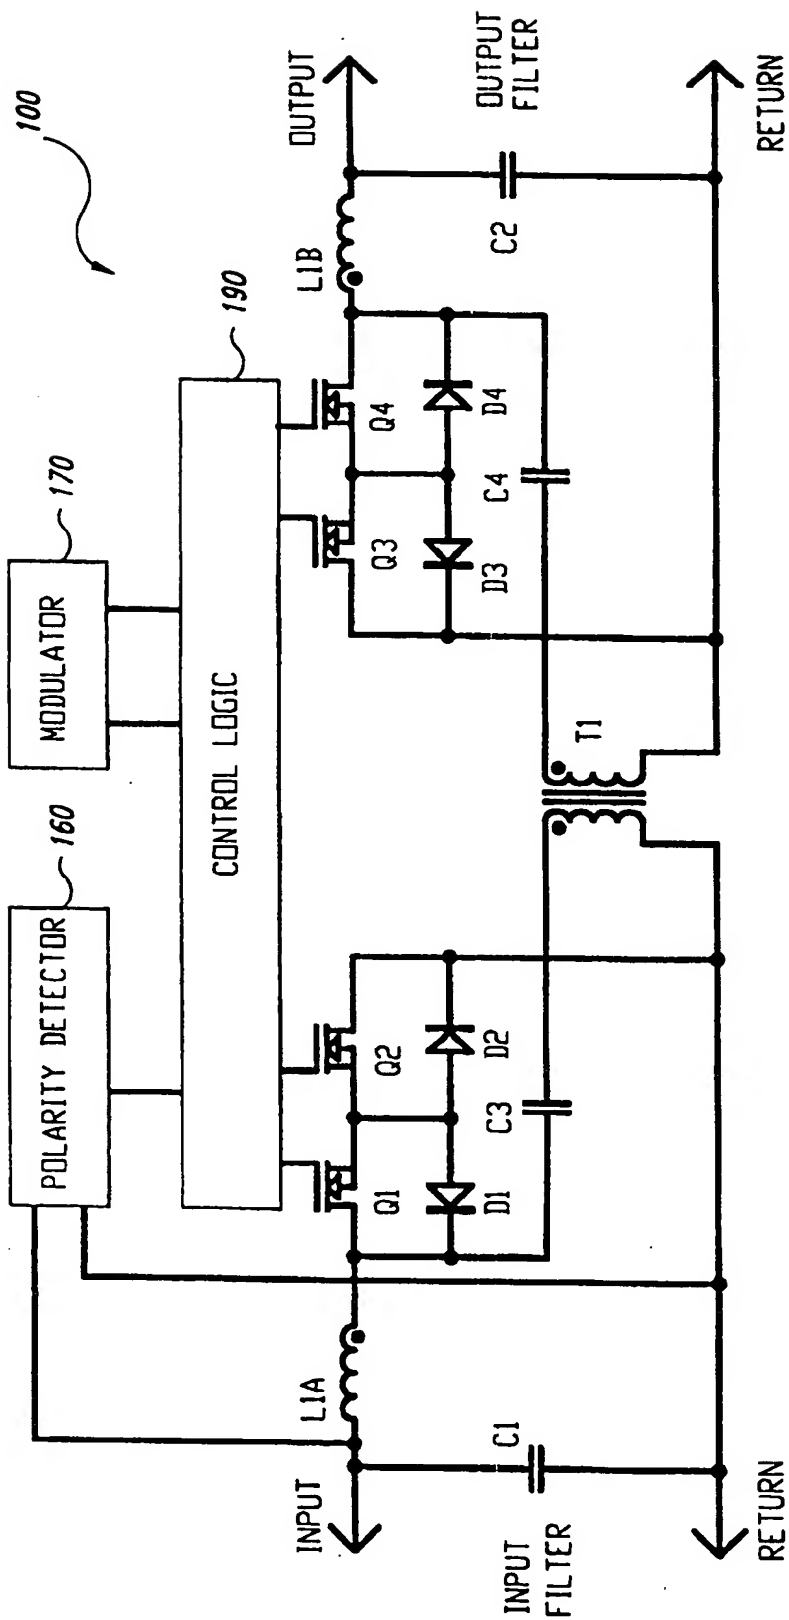 100
POLARITY DETECTOR
160
MODULATOR
170
CONTROL LOGIC
190
INPUT
L1A
Q1
Q2
Q3
Q4
L1B
OUTPUT
D1
D2
D3
D4
C1
C3
C4
C2
INPUT
FILTER
T1
OUTPUT
FILTER
RETURN
RETURN